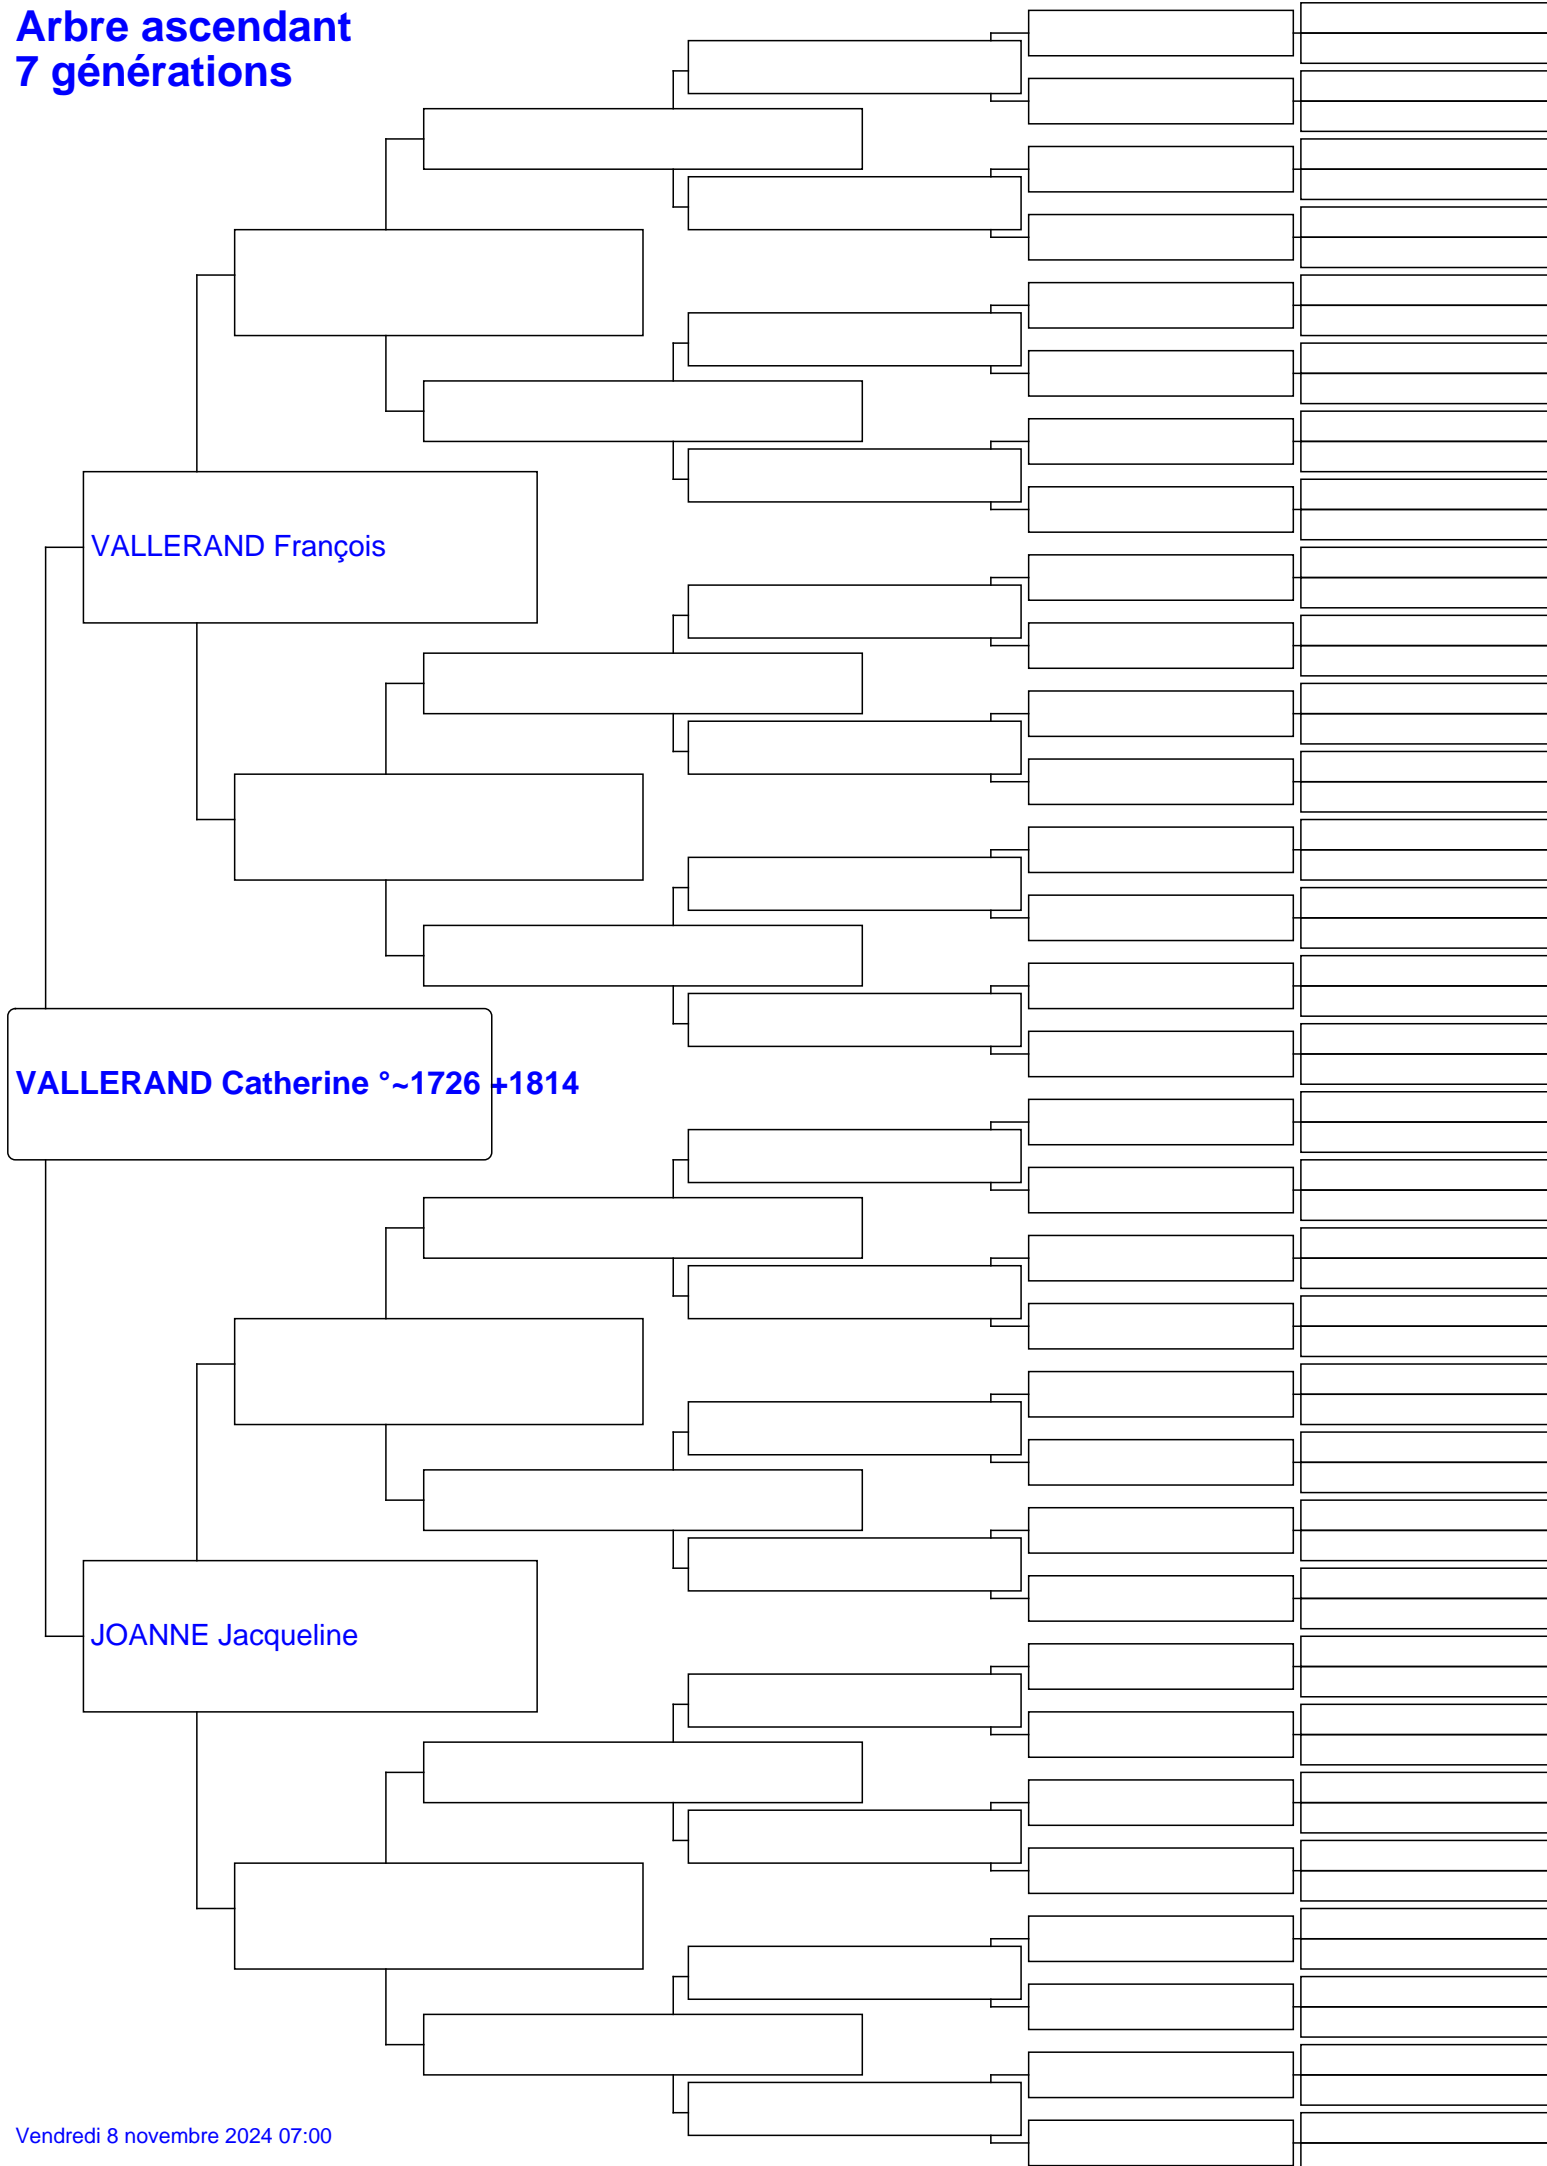 Arbre ascendant
7 générations
VALLERAND François
VALLERAND Catherine °~1726 +1814
JOANNE Jacqueline
Vendredi 8 novembre 2024 07:00